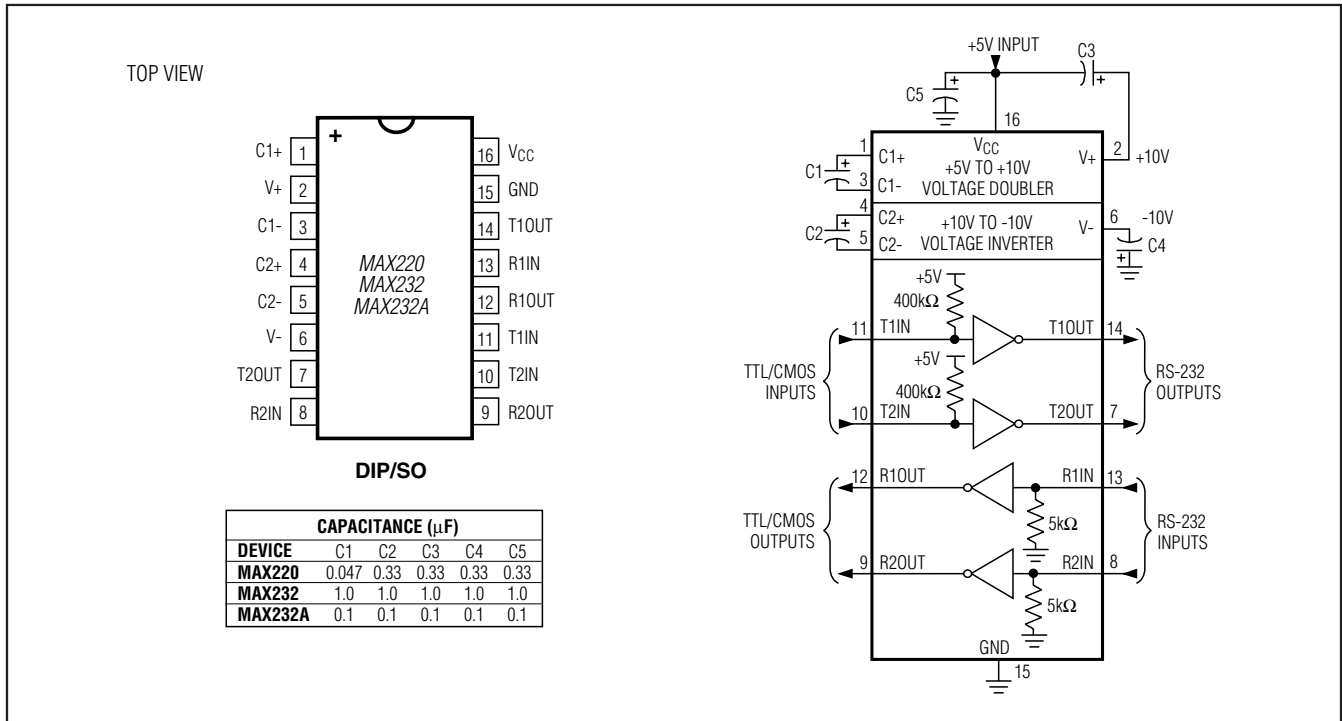 TOP VIEW
+
C1+ 1
V+ 2
C1- 3
C2+ 4
C2- 5
V- 6
T2OUT 7
R2IN 8
16 VCC
15 GND
14 T1OUT
13 R1IN
12 R1OUT
11 T1IN
10 T2IN
9 R2OUT
MAX220
MAX232
MAX232A
DIP/SO
CAPACITANCE (μF)
DEVICE C1 C2 C3 C4 C5
MAX220 0.047 0.33 0.33 0.33 0.33
MAX232 1.0 1.0 1.0 1.0 1.0
MAX232A 0.1 0.1 0.1 0.1 0.1
+5V INPUT
C3
+
C5
+
16
VCC
+5V TO +10V
VOLTAGE DOUBLER
1
C1+
C1
+
3
C1-
V+
2
+10V
4
C2+
C2
+
5
C2-
+10V TO -10V
VOLTAGE INVERTER
V-
6
-10V
C4
+
+5V
400kΩ
11 T1IN
T1OUT 14
+5V
400kΩ
10 T2IN
T2OUT 7
TTL/CMOS
INPUTS
RS-232
OUTPUTS
12 R1OUT
R1IN 13
5kΩ
9 R2OUT
R2IN 8
5kΩ
TTL/CMOS
OUTPUTS
RS-232
INPUTS
GND
15